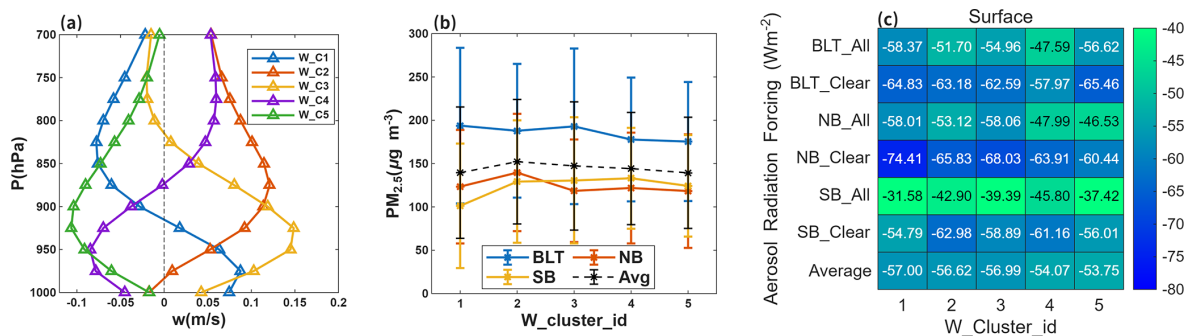 (a)
700
750
800
850
900
950
1000
P(hPa)
-0.1
-0.05
0
0.05
0.1
0.15
0.2
w(m/s)
W_C1
W_C2
W_C3
W_C4
W_C5
(b)
300
250
200
150
100
50
0
PM2.5(μg m-3)
BLT
NB
SB
Avg
1 2 3 4 5
W_cluster_id
(c)
Surface
Aerosol Radiation Forcing (Wm-2)
BLT_All -58.37 -51.70 -54.96 -47.59 -56.62
BLT_Clear -64.83 -63.18 -62.59 -57.97 -65.46
NB_All -58.01 -53.12 -58.06 -47.99 -46.53
NB_Clear -74.41 -65.83 -68.03 -63.91 -60.44
SB_All -31.58 -42.90 -39.39 -45.80 -37.42
SB_Clear -54.79 -62.98 -58.89 -61.16 -56.01
Average -57.00 -56.62 -56.99 -54.07 -53.75
1 2 3 4 5
W_Cluster_id
-40
-45
-50
-55
-60
-65
-70
-75
-80